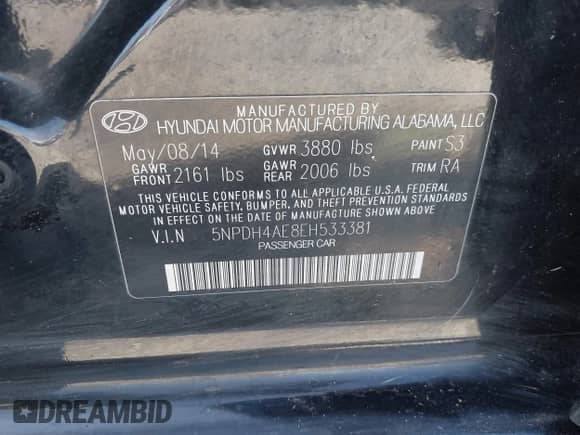 MANUFACTURED BY
HYUNDAI MOTOR MANUFACTURING ALABAMA, LLC
May/08/14 GVWR 3880 lbs PAINT S3
GAWR FRONT 2161 lbs GAWR REAR 2006 lbs TRIM RA
THIS VEHICLE CONFORMS TO ALL APPLICABLE U.S.A. FEDERAL
MOTOR VEHICLE SAFETY, BUMPER, AND THEFT PREVENTION STANDARDS
IN EFFECT ON THE DATE OF MANUFACTURE SHOWN ABOVE.
V.I.N 5NPDH4AE8EH533381
PASSENGER CAR
DREAMBID